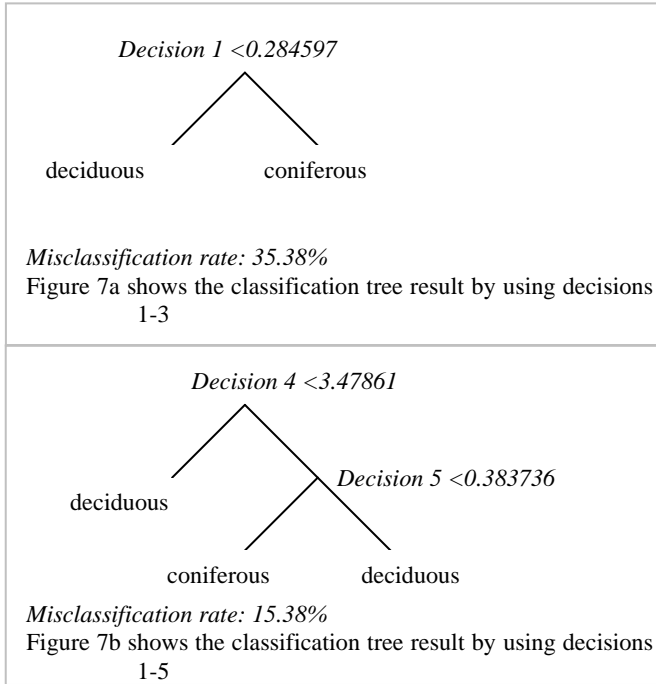 Decision 1 <0.284597
deciduous coniferous
Misclassification rate: 35.38%
Figure 7a shows the classification tree result by using decisions
1-3
Decision 4 <3.47861
Decision 5 <0.383736
deciduous
coniferous deciduous
Misclassification rate: 15.38%
Figure 7b shows the classification tree result by using decisions
1-5